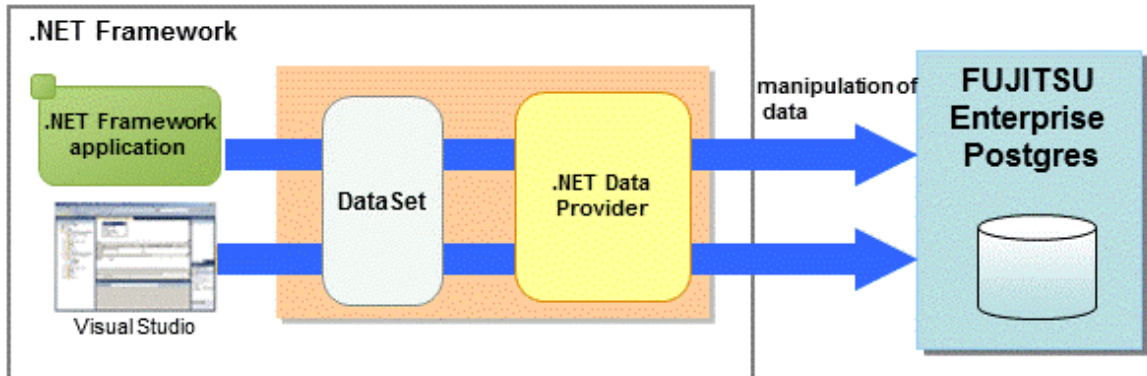 .NET Framework
.NET Framework
application
Visual Studio
DataSet
.NET Data
Provider
manipulation of
data
FUJITSU
Enterprise
Postgres